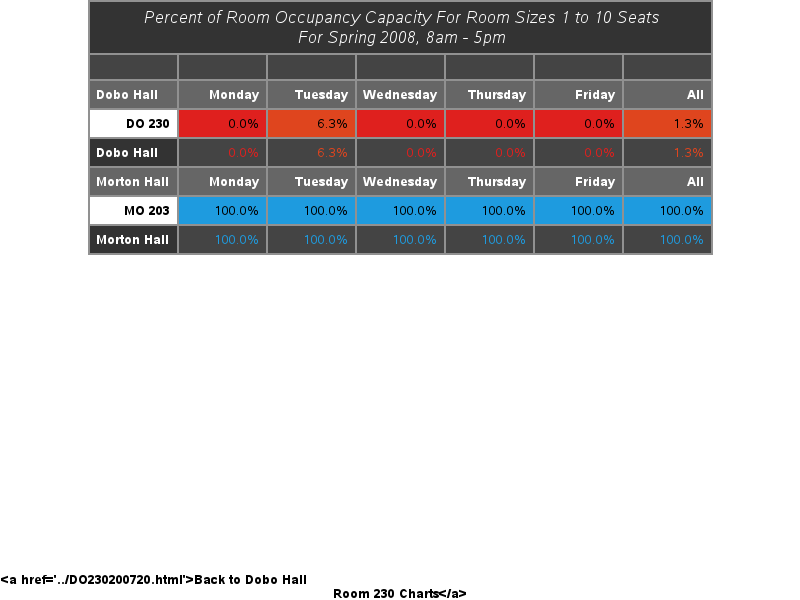 Percent of Room Occupancy Capacity For Room Sizes 1 to 10 Seats
For Spring 2008, 8am - 5pm
Dobo Hall Monday Tuesday Wednesday Thursday Friday All
DO 230 0.0% 6.3% 0.0% 0.0% 0.0% 1.3%
Dobo Hall 0.0% 6.3% 0.0% 0.0% 0.0% 1.3%
Morton Hall Monday Tuesday Wednesday Thursday Friday All
MO 203 100.0% 100.0% 100.0% 100.0% 100.0% 100.0%
Morton Hall 100.0% 100.0% 100.0% 100.0% 100.0% 100.0%
<a href='../DO230200720.html'>Back to Dobo Hall
Room 230 Charts</a>